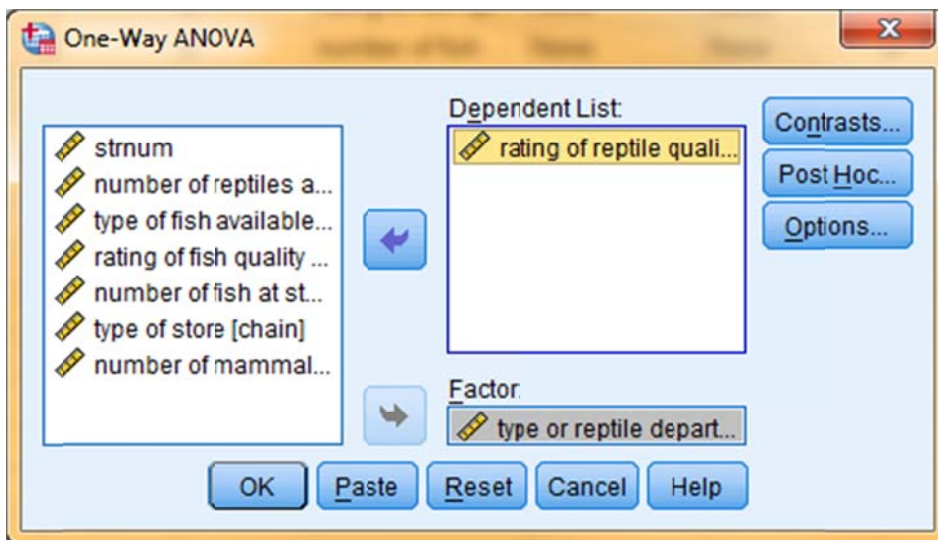 One-Way ANOVA
Dependent List:
strnum
number of reptiles a...
type of fish available...
rating of fish quality ...
number of fish at st...
type of store [chain]
number of mammal...
rating of reptile quali...
Factor:
type or reptile depart...
Contrasts...
Post Hoc...
Options...
OK
Paste
Reset
Cancel
Help